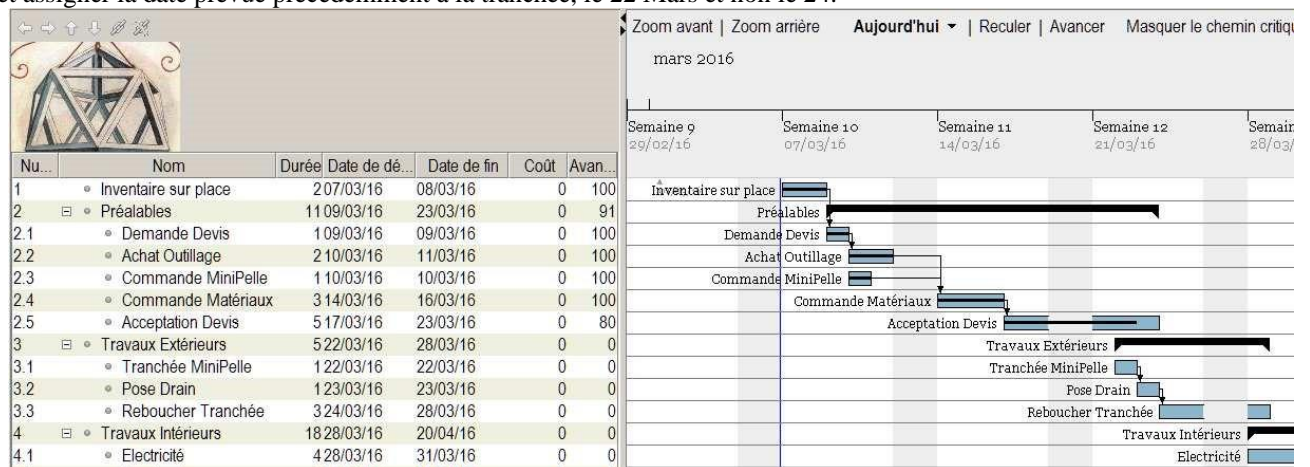 et assigner la date prévue précédemment à la tranchée, le 22 Mars et non le 24.
Zoom avant | Zoom arrière Aujourd'hui | Reculer | Avancer Masquer le chemin critiqu
mars 2016
Semaine 9 Semaine 10 Semaine 11 Semaine 12 Semain
29/02/16 07/03/16 14/03/16 21/03/16 28/03/
Nu... Nom Durée Date de dé... Date de fin Coût Avan...
1 Inventaire sur place 2 07/03/16 08/03/16 0 100 Inventaire sur place
2 Préalables 11 09/03/16 23/03/16 0 91 Préalables
2.1 Demande Devis 1 09/03/16 09/03/16 0 100 Demande Devis
2.2 Achat Outillage 2 10/03/16 11/03/16 0 100 Achat Outillage
2.3 Commande MiniPelle 1 10/03/16 10/03/16 0 100 Commande MiniPelle
2.4 Commande Matériaux 3 14/03/16 16/03/16 0 100 Commande Matériaux
2.5 Acceptation Devis 5 17/03/16 23/03/16 0 80 Acceptation Devis
3 Travaux Extérieurs 5 22/03/16 28/03/16 0 0 Travaux Extérieurs
3.1 Tranchée MiniPelle 1 22/03/16 22/03/16 0 0 Tranchée MiniPelle
3.2 Pose Drain 1 23/03/16 23/03/16 0 0 Pose Drain
3.3 Reboucher Tranchée 3 24/03/16 28/03/16 0 0 Reboucher Tranchée
4 Travaux Intérieurs 18 28/03/16 20/04/16 0 0 Travaux Intérieurs
4.1 Electricité 4 28/03/16 31/03/16 0 0 Electricité